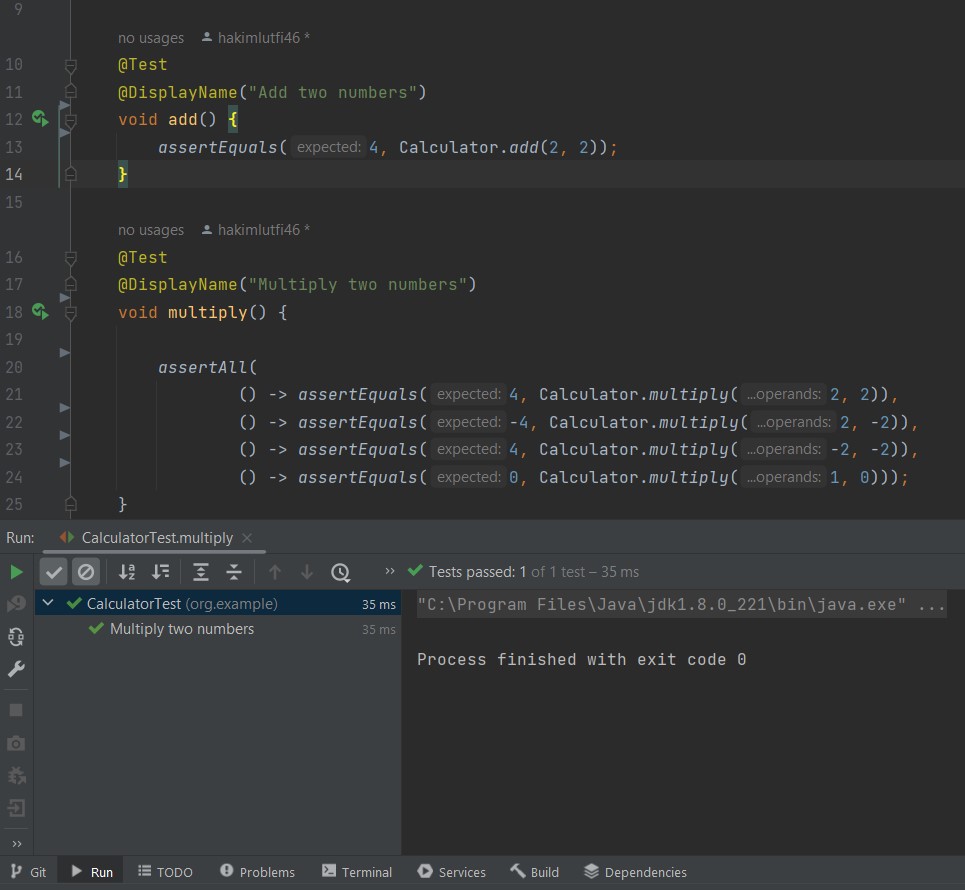 9
no usages hakimlutfi46 *
10 @Test
11 @DisplayName("Add two numbers")
12 void add() {
13 assertEquals( expected: 4, Calculator.add(2, 2));
14 }
15
no usages hakimlutfi46 *
16 @Test
17 @DisplayName("Multiply two numbers")
18 void multiply() {
19
20 assertAll(
21 () -> assertEquals( expected: 4, Calculator.multiply( ...operands: 2, 2)),
22 () -> assertEquals( expected: -4, Calculator.multiply( ...operands: 2, -2)),
23 () -> assertEquals( expected: 4, Calculator.multiply( ...operands: -2, -2)),
24 () -> assertEquals( expected: 0, Calculator.multiply( ...operands: 1, 0)));
25 }
Run: CalculatorTest.multiply ×
» Tests passed: 1 of 1 test – 35 ms
CalculatorTest (org.example) 35 ms
Multiply two numbers 35 ms
"C:\Program Files\Java\jdk1.8.0_221\bin\java.exe" ...
Process finished with exit code 0
»
Git Run TODO Problems Terminal Services Build Dependencies